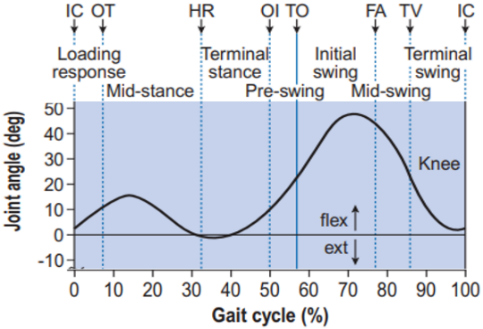 IC OT HR OI TO FA TV IC
Loading response Terminal stance Initial swing Terminal swing
Mid-stance Pre-swing Mid-swing
50
40
30
20
10
0
-10
Joint angle (deg)
Knee
flex
ext
0 10 20 30 40 50 60 70 80 90 100
Gait cycle (%)